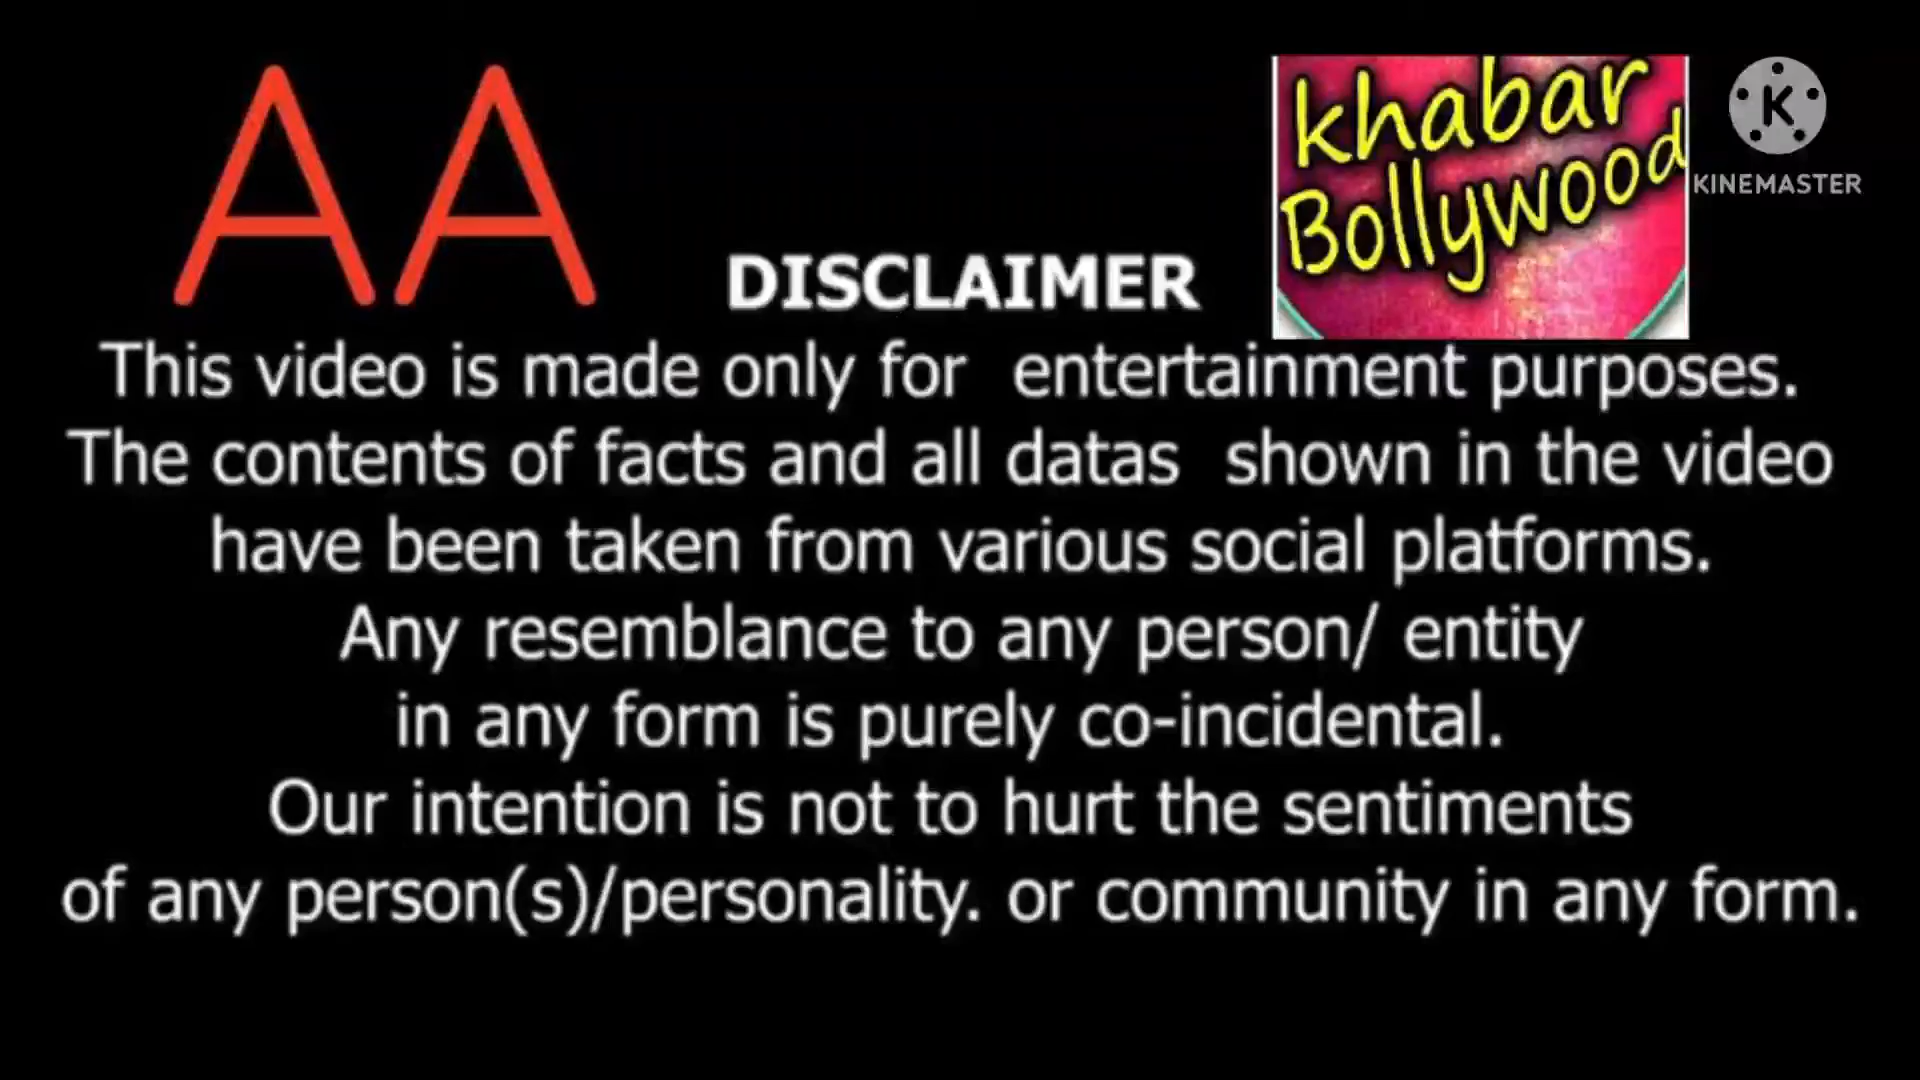 AA
khabar
Bollywood
K
KINEMASTER
DISCLAIMER
This video is made only for entertainment purposes.
The contents of facts and all datas shown in the video
have been taken from various social platforms.
Any resemblance to any person/ entity
in any form is purely co-incidental.
Our intention is not to hurt the sentiments
of any person(s)/personality. or community in any form.